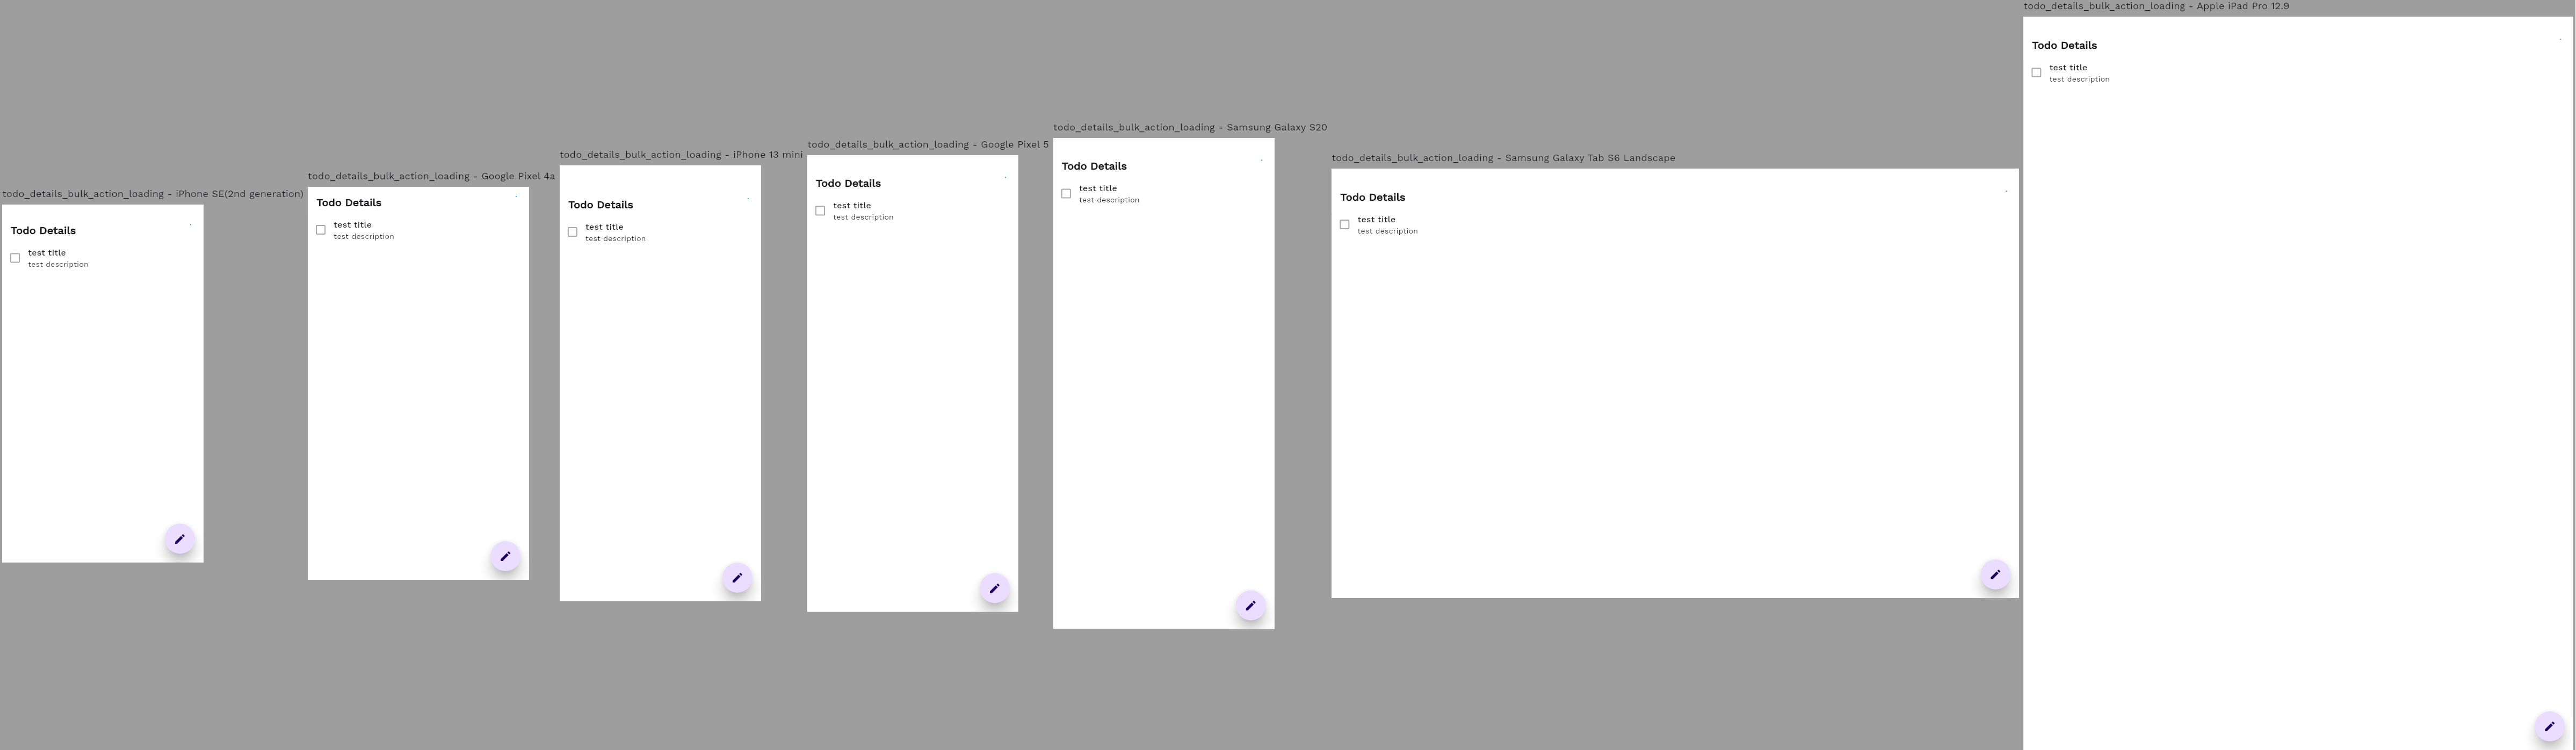 todo_details_bulk_action_loading - iPhone SE(2nd generation)
Todo Details
test title
test description
todo_details_bulk_action_loading - Google Pixel 4a
Todo Details
test title
test description
todo_details_bulk_action_loading - iPhone 13 mini
Todo Details
test title
test description
todo_details_bulk_action_loading - Google Pixel 5
Todo Details
test title
test description
todo_details_bulk_action_loading - Samsung Galaxy S20
Todo Details
test title
test description
todo_details_bulk_action_loading - Samsung Galaxy Tab S6 Landscape
Todo Details
test title
test description
todo_details_bulk_action_loading - Apple iPad Pro 12.9
Todo Details
test title
test description